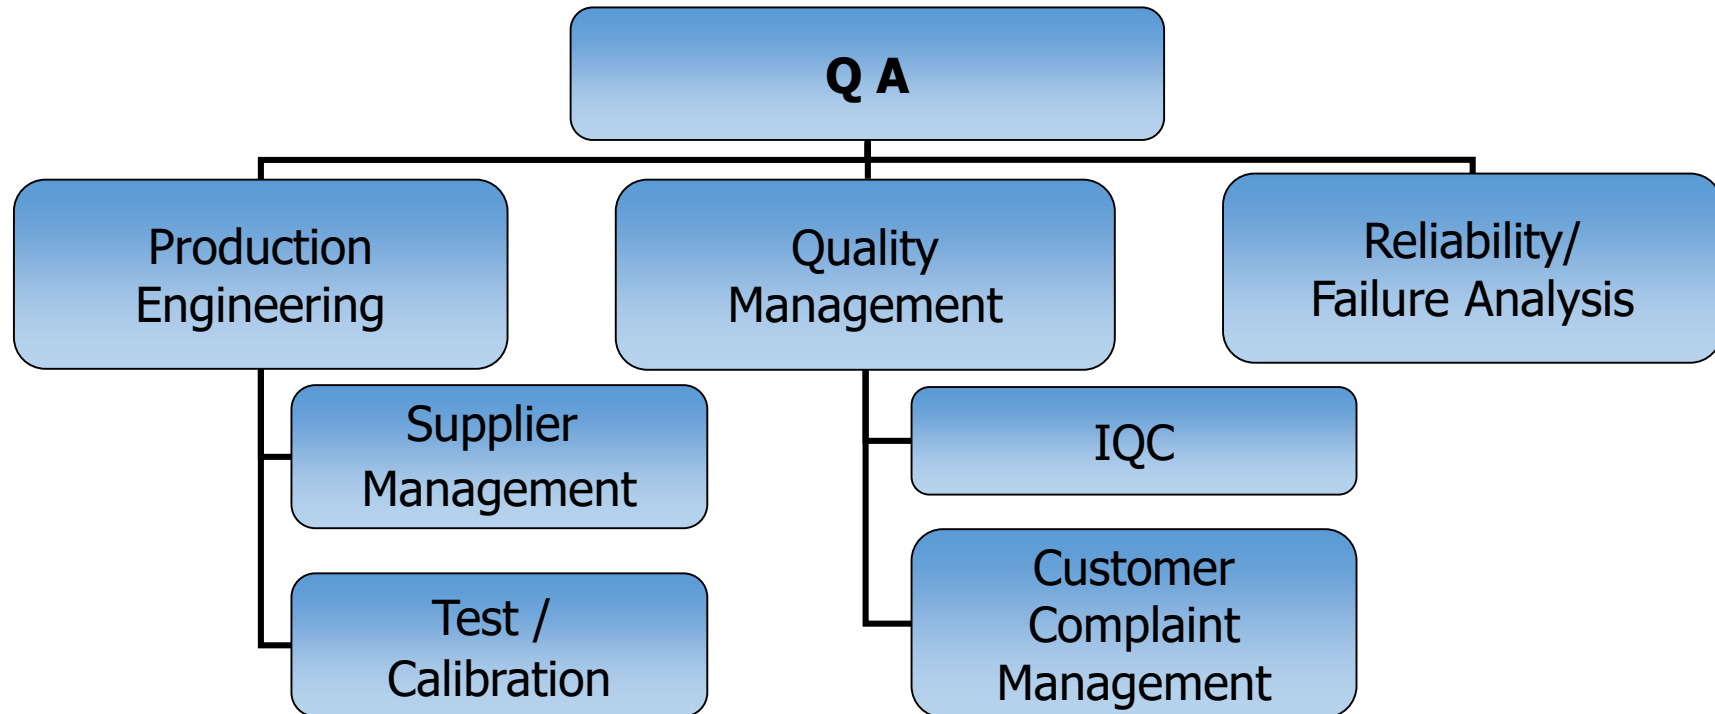 Q A
Production
Engineering
Quality
Management
Reliability/
Failure Analysis
Supplier
Management
Test /
Calibration
IQC
Customer
Complaint
Management